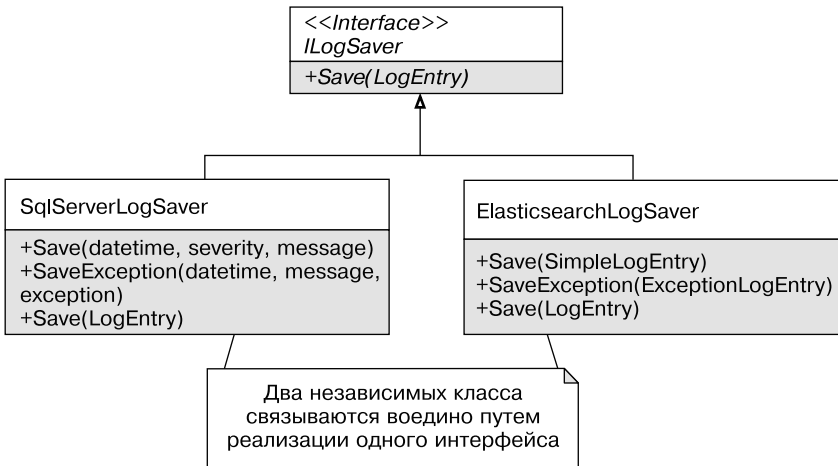 <<Interface>>
ILogSaver
+Save(LogEntry)
SqlServerLogSaver
+Save(datetime, severity, message)
+SaveException(datetime, message,
exception)
+Save(LogEntry)
ElasticsearchLogSaver
+Save(SimpleLogEntry)
+SaveException(ExceptionLogEntry)
+Save(LogEntry)
Два независимых класса
связываются воедино путем
реализации одного интерфейса